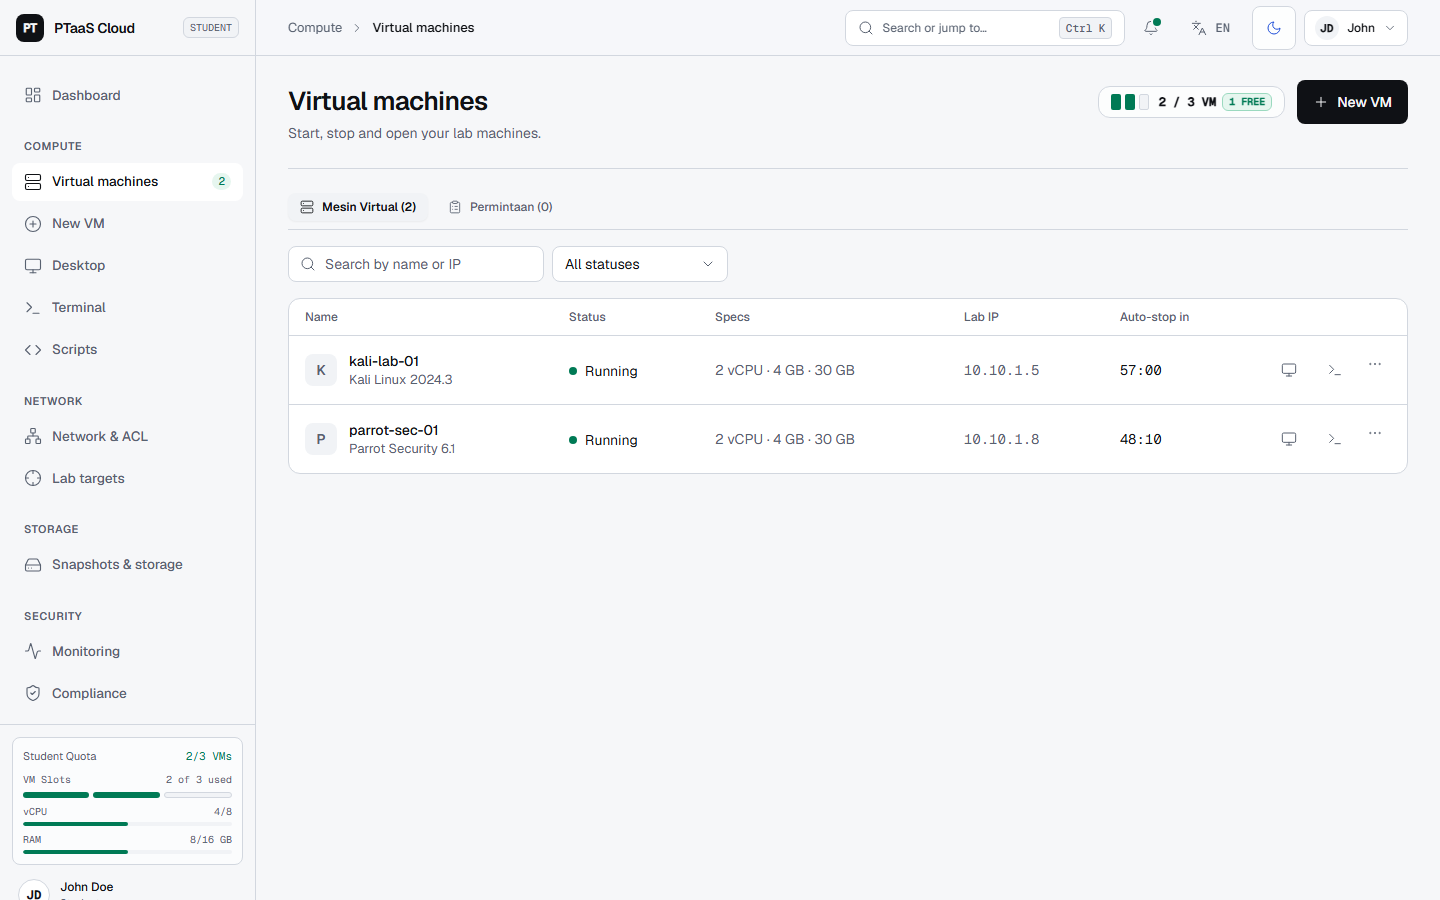 PT PTaaS Cloud STUDENT
Compute > Virtual machines
Search or jump to... Ctrl K
EN
JD John
Dashboard
COMPUTE
Virtual machines 2
New VM
Desktop
Terminal
Scripts
NETWORK
Network & ACL
Lab targets
STORAGE
Snapshots & storage
SECURITY
Monitoring
Compliance
Student Quota 2/3 VMs
VM Slots 2 of 3 used
vCPU 4/8
RAM 8/16 GB
JD John Doe
Virtual machines
Start, stop and open your lab machines.
2 / 3 VM 1 FREE
+ New VM
Mesin Virtual (2) Permintaan (0)
Search by name or IP All statuses
Name Status Specs Lab IP Auto-stop in
K kali-lab-01 Running 2 vCPU · 4 GB · 30 GB 10.10.1.5 57:00
Kali Linux 2024.3
P parrot-sec-01 Running 2 vCPU · 4 GB · 30 GB 10.10.1.8 48:10
Parrot Security 6.1